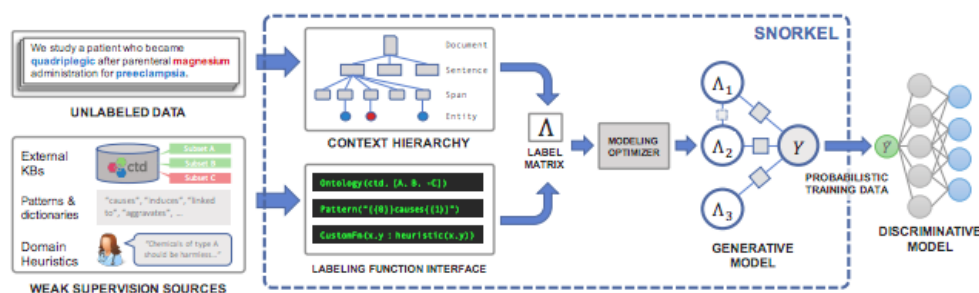 We study a patient who became
quadriplegic after parenteral magnesium
administration for preeclampsia.
UNLABELED DATA
External
KBs
ctd
Subset A
Subset B
Subset C
Patterns &
dictionaries
"causes", "induces", "linked
to", "aggravates", ...
Domain
Heuristics
"Chemicals of type A
should be harmless..."
WEAK SUPERVISION SOURCES
SNORKEL
Document
Sentence
Span
Entity
CONTEXT HIERARCHY
Ontology(ctd, [A, B, -C])
Pattern("{{0}}causes{{1}}")
CustomFn(x,y : heuristic(x,y))
LABELING FUNCTION INTERFACE
Λ
LABEL
MATRIX
MODELING
OPTIMIZER
Λ1
Λ2
Λ3
Y
GENERATIVE
MODEL
Ỹ
PROBABILISTIC
TRAINING DATA
DISCRIMINATIVE
MODEL